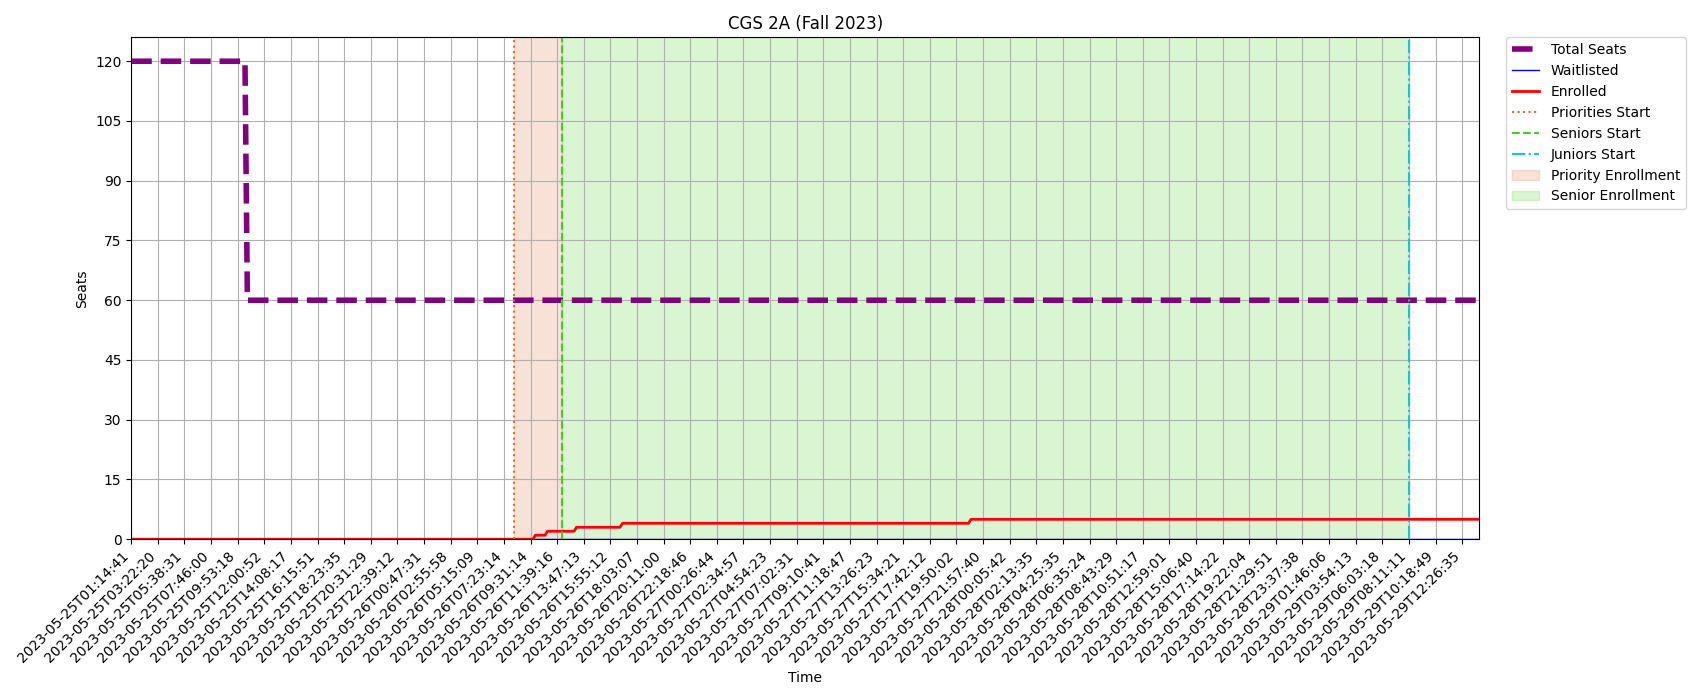 CGS 2A (Fall 2023)
Seats
120
105
90
75
60
45
30
15
0
2023-05-25T01:14:41
2023-05-25T03:22:20
2023-05-25T05:38:31
2023-05-25T07:46:00
2023-05-25T09:53:18
2023-05-25T12:00:52
2023-05-25T14:08:17
2023-05-25T16:15:51
2023-05-25T18:23:35
2023-05-25T20:31:29
2023-05-25T22:39:12
2023-05-26T00:47:31
2023-05-26T02:55:58
2023-05-26T05:15:09
2023-05-26T07:23:14
2023-05-26T09:31:14
2023-05-26T11:39:16
2023-05-26T13:47:13
2023-05-26T15:55:12
2023-05-26T18:03:07
2023-05-26T20:11:00
2023-05-26T22:18:46
2023-05-27T00:26:44
2023-05-27T02:34:57
2023-05-27T04:54:23
2023-05-27T07:02:31
2023-05-27T09:10:41
2023-05-27T11:18:47
2023-05-27T13:26:23
2023-05-27T15:34:21
2023-05-27T17:42:12
2023-05-27T19:50:02
2023-05-27T21:57:40
2023-05-28T00:05:42
2023-05-28T02:13:35
2023-05-28T04:25:35
2023-05-28T06:35:24
2023-05-28T08:43:29
2023-05-28T10:51:17
2023-05-28T12:59:01
2023-05-28T15:06:40
2023-05-28T17:14:22
2023-05-28T19:22:04
2023-05-28T21:29:51
2023-05-28T23:37:38
2023-05-29T01:46:06
2023-05-29T03:54:13
2023-05-29T06:03:18
2023-05-29T08:11:11
2023-05-29T10:18:49
2023-05-29T12:26:35
Time
Total Seats
Waitlisted
Enrolled
Priorities Start
Seniors Start
Juniors Start
Priority Enrollment
Senior Enrollment